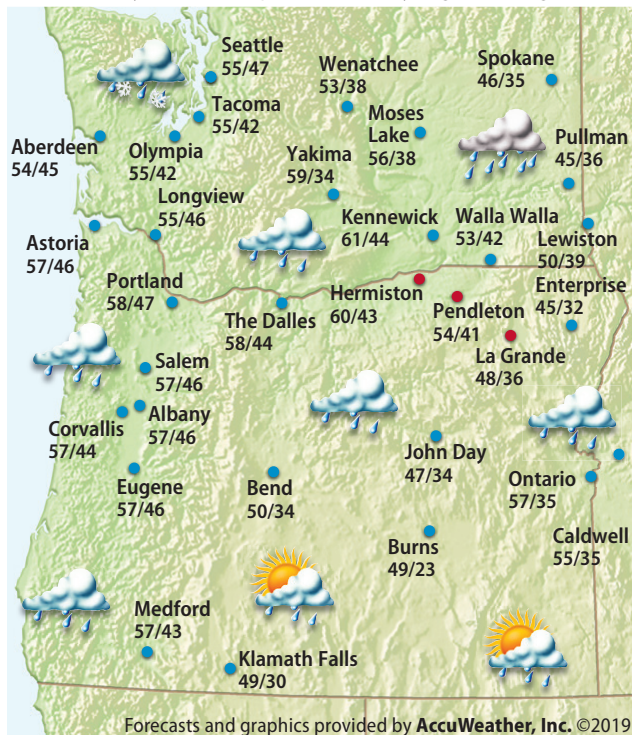 Seattle
55/47
Wenatchee
53/38
Spokane
46/35
Tacoma
55/42
Moses
Lake
56/38
Aberdeen
54/45
Olympia
55/42
Yakima
59/34
Pullman
45/36
Longview
55/46
Kennewick
61/44
Walla Walla
53/42
Lewiston
50/39
Astoria
57/46
Portland
58/47
The Dalles
58/44
Hermiston
60/43
Pendleton
54/41
Enterprise
45/32
La Grande
48/36
Salem
57/46
Albany
57/46
Corvallis
57/44
John Day
47/34
Eugene
57/46
Bend
50/34
Ontario
57/35
Burns
49/23
Caldwell
55/35
Medford
57/43
Klamath Falls
49/30
Forecasts and graphics provided by AccuWeather, Inc. ©2019